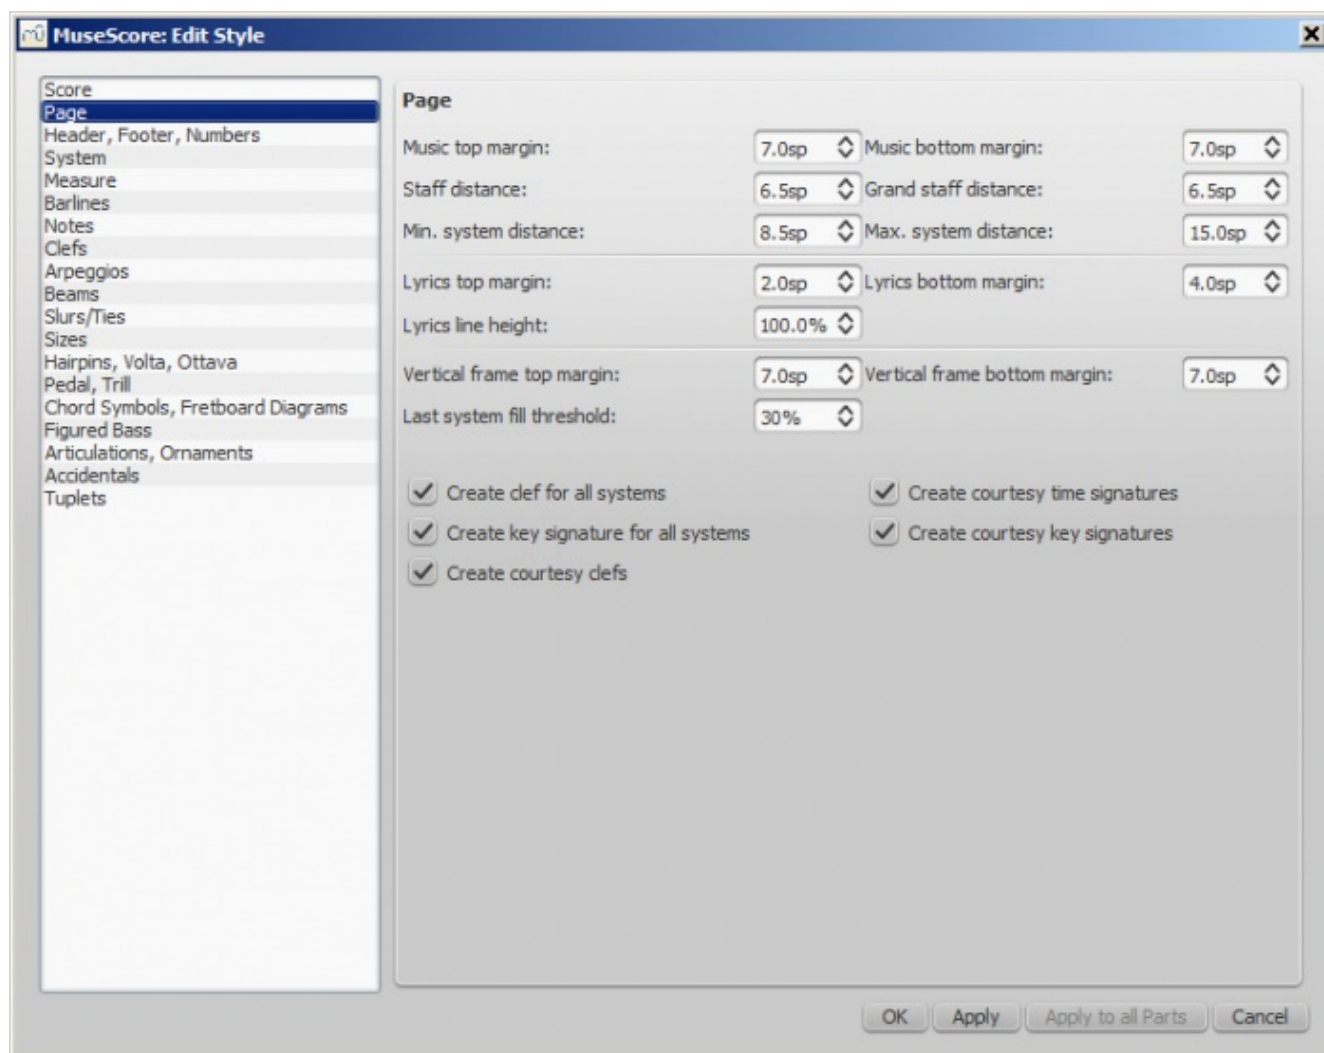 MuseScore: Edit Style
Score
Page
Header, Footer, Numbers
System
Measure
Barlines
Notes
Clefs
Arpeggios
Beams
Slurs/Ties
Sizes
Hairpins, Volta, Ottava
Pedal, Trill
Chord Symbols, Fretboard Diagrams
Figured Bass
Articulations, Ornaments
Accidentals
Tuplets
Page
Music top margin: 7.0sp Music bottom margin: 7.0sp
Staff distance: 6.5sp Grand staff distance: 6.5sp
Min. system distance: 8.5sp Max. system distance: 15.0sp
Lyrics top margin: 2.0sp Lyrics bottom margin: 4.0sp
Lyrics line height: 100.0%
Vertical frame top margin: 7.0sp Vertical frame bottom margin: 7.0sp
Last system fill threshold: 30%
Create clef for all systems Create courtesy time signatures
Create key signature for all systems Create courtesy key signatures
Create courtesy clefs
OK Apply Apply to all Parts Cancel